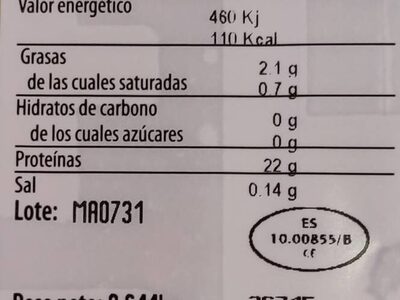 Valor energético 460 Kj
110 Kcal
Grasas 2.1 g
de las cuales saturadas 0.7 g
Hidratos de carbono 0 g
de los cuales azúcares 0 g
Proteínas 22 g
Sal 0.14 g
Lote: MA0731
ES
10.00855/B
CE